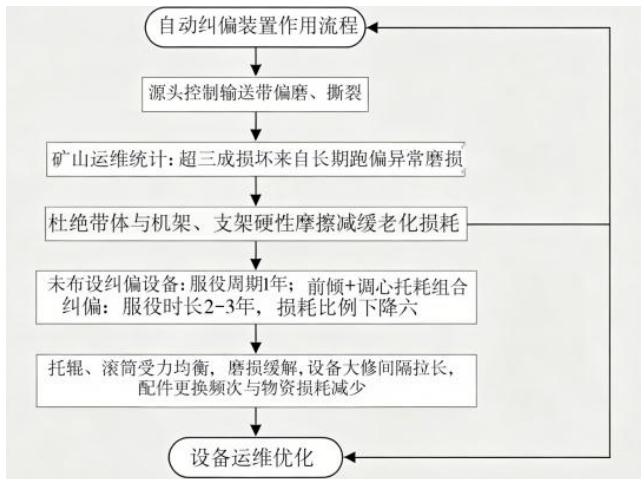 自动纠偏装置作用流程
源头控制输送带偏磨、撕裂
矿山运维统计：超三成损坏来自长期跑偏异常磨损
杜绝带体与机架、支架硬性摩擦减缓老化损耗
未布设纠偏设备：服役周期1年；前倾+调心托耗组合
纠偏：服役时长2-3年，损耗比例下降六
托辊、滚筒受力均衡，磨损缓解，设备大修间隔拉长，
配件更换频次与物资损耗减少
设备运维优化